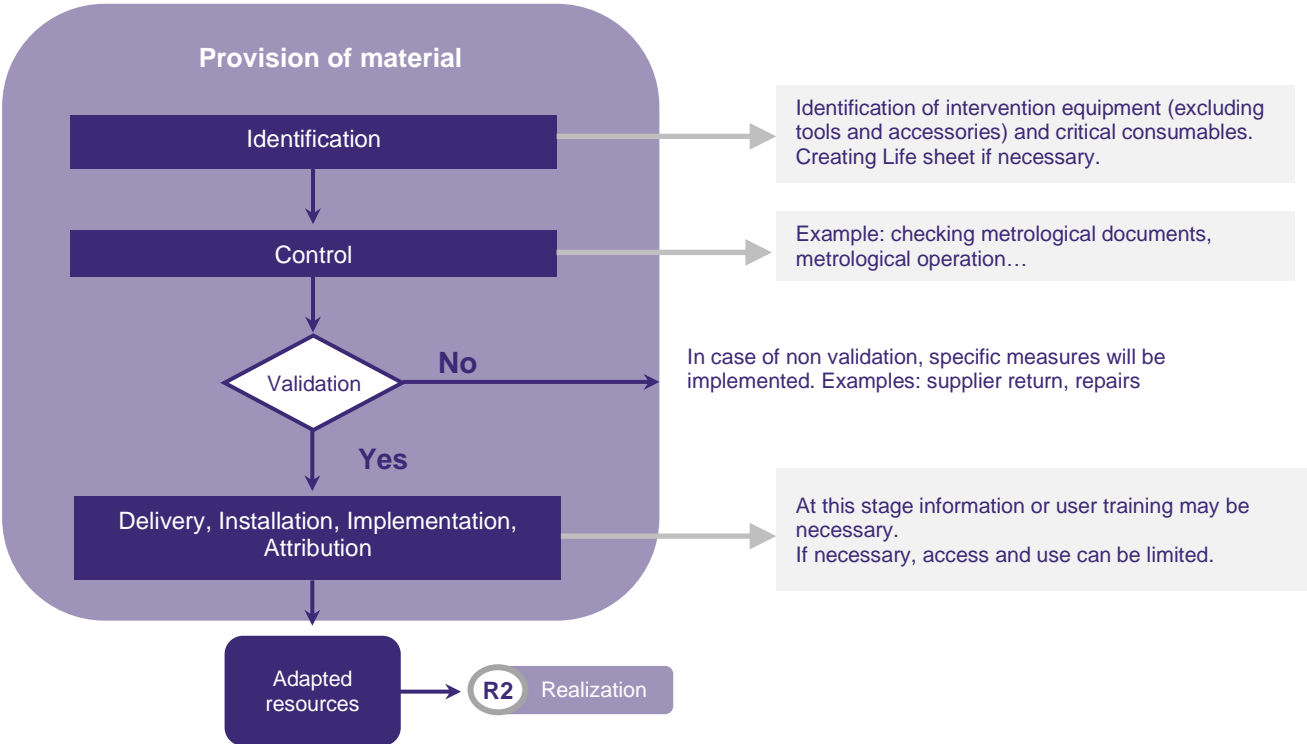 Provision of material
Identification
Identification of intervention equipment (excluding
tools and accessories) and critical consumables.
Creating Life sheet if necessary.
Control
Example: checking metrological documents,
metrological operation…
Validation
No
In case of non validation, specific measures will be
implemented. Examples: supplier return, repairs
Yes
Delivery, Installation, Implementation,
Attribution
At this stage information or user training may be
necessary.
If necessary, access and use can be limited.
Adapted
resources
R2
Realization